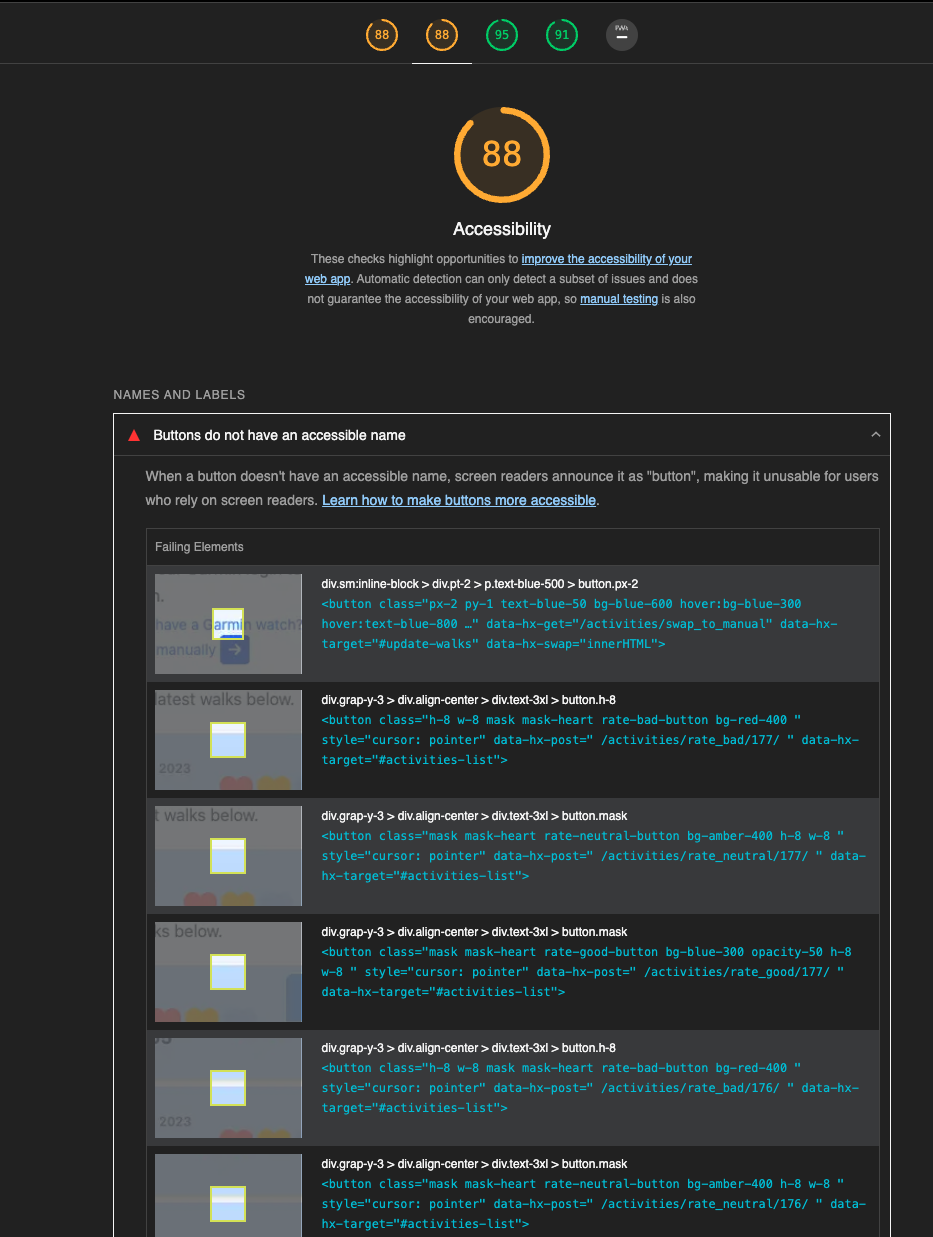 88 88 95 91 PWA
88
Accessibility
These checks highlight opportunities to improve the accessibility of your
web app. Automatic detection can only detect a subset of issues and does
not guarantee the accessibility of your web app, so manual testing is also
encouraged.
NAMES AND LABELS
Buttons do not have an accessible name
When a button doesn't have an accessible name, screen readers announce it as "button", making it unusable for users
who rely on screen readers. Learn how to make buttons more accessible.
Failing Elements
n.
have a Garmin watch?
manually
div.sm:inline-block > div.pt-2 > p.text-blue-500 > button.px-2
<button class="px-2 py-1 text-blue-50 bg-blue-600 hover:bg-blue-300
hover:text-blue-800 …" data-hx-get="/activities/swap_to_manual" data-hx-
target="#update-walks" data-hx-swap="innerHTML">
latest walks below.
2023
div.grap-y-3 > div.align-center > div.text-3xl > button.h-8
<button class="h-8 w-8 mask mask-heart rate-bad-button bg-red-400 "
style="cursor: pointer" data-hx-post=" /activities/rate_bad/177/ " data-hx-
target="#activities-list">
t walks below.
div.grap-y-3 > div.align-center > div.text-3xl > button.mask
<button class="mask mask-heart rate-neutral-button bg-amber-400 h-8 w-8 "
style="cursor: pointer" data-hx-post=" /activities/rate_neutral/177/ " data-
hx-target="#activities-list">
ks below.
div.grap-y-3 > div.align-center > div.text-3xl > button.mask
<button class="mask mask-heart rate-good-button bg-blue-300 opacity-50 h-8
w-8 " style="cursor: pointer" data-hx-post=" /activities/rate_good/177/ "
data-hx-target="#activities-list">
2023
div.grap-y-3 > div.align-center > div.text-3xl > button.h-8
<button class="h-8 w-8 mask mask-heart rate-bad-button bg-red-400 "
style="cursor: pointer" data-hx-post=" /activities/rate_bad/176/ " data-hx-
target="#activities-list">
div.grap-y-3 > div.align-center > div.text-3xl > button.mask
<button class="mask mask-heart rate-neutral-button bg-amber-400 h-8 w-8 "
style="cursor: pointer" data-hx-post=" /activities/rate_neutral/176/ " data-
hx-target="#activities-list">